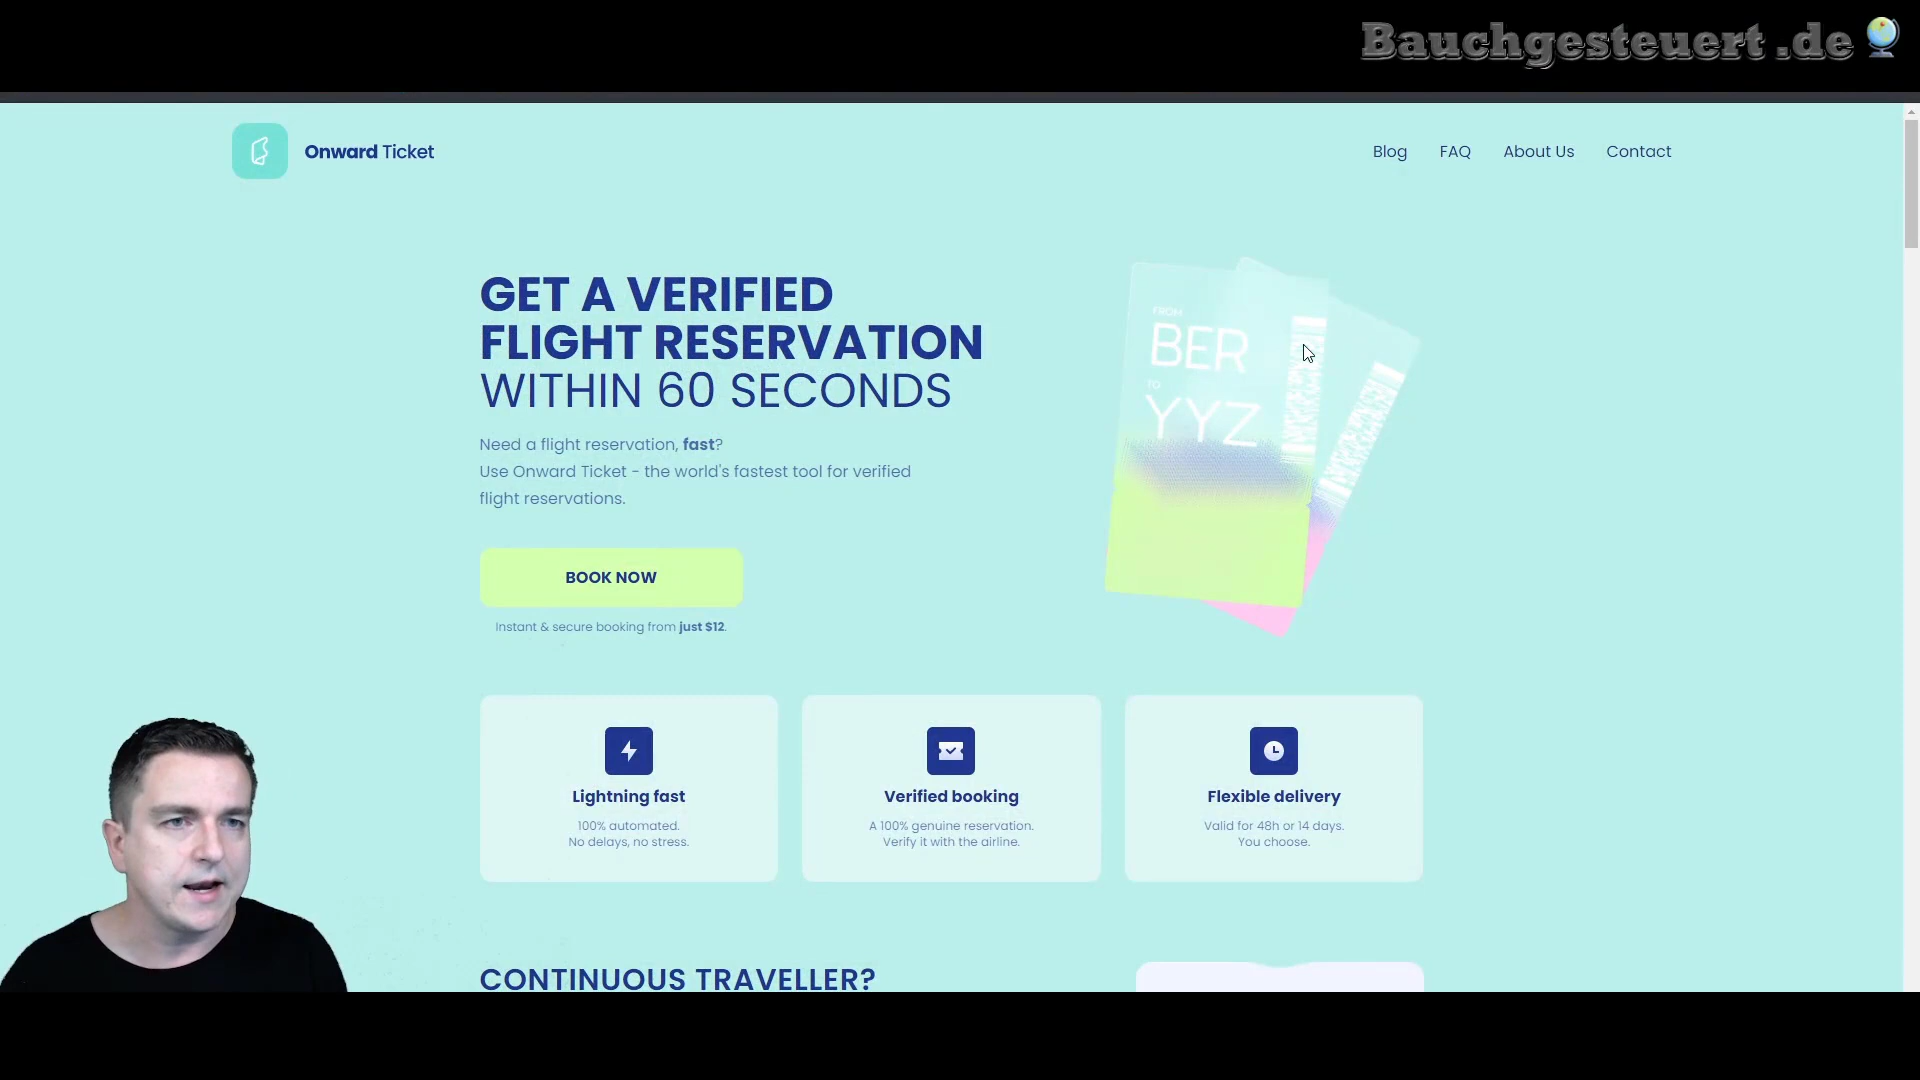 Bauchgesteuert .de
Onward Ticket
Blog FAQ About Us Contact
GET A VERIFIED
FLIGHT RESERVATION
WITHIN 60 SECONDS
Need a flight reservation, fast?
Use Onward Ticket - the world's fastest tool for verified
flight reservations.
BOOK NOW
Instant & secure booking from just $12.
FROM
BER
TO
YYZ
Lightning fast
100% automated.
No delays, no stress.
Verified booking
A 100% genuine reservation.
Verify it with the airline.
Flexible delivery
Valid for 48h or 14 days.
You choose.
CONTINUOUS TRAVELLER?